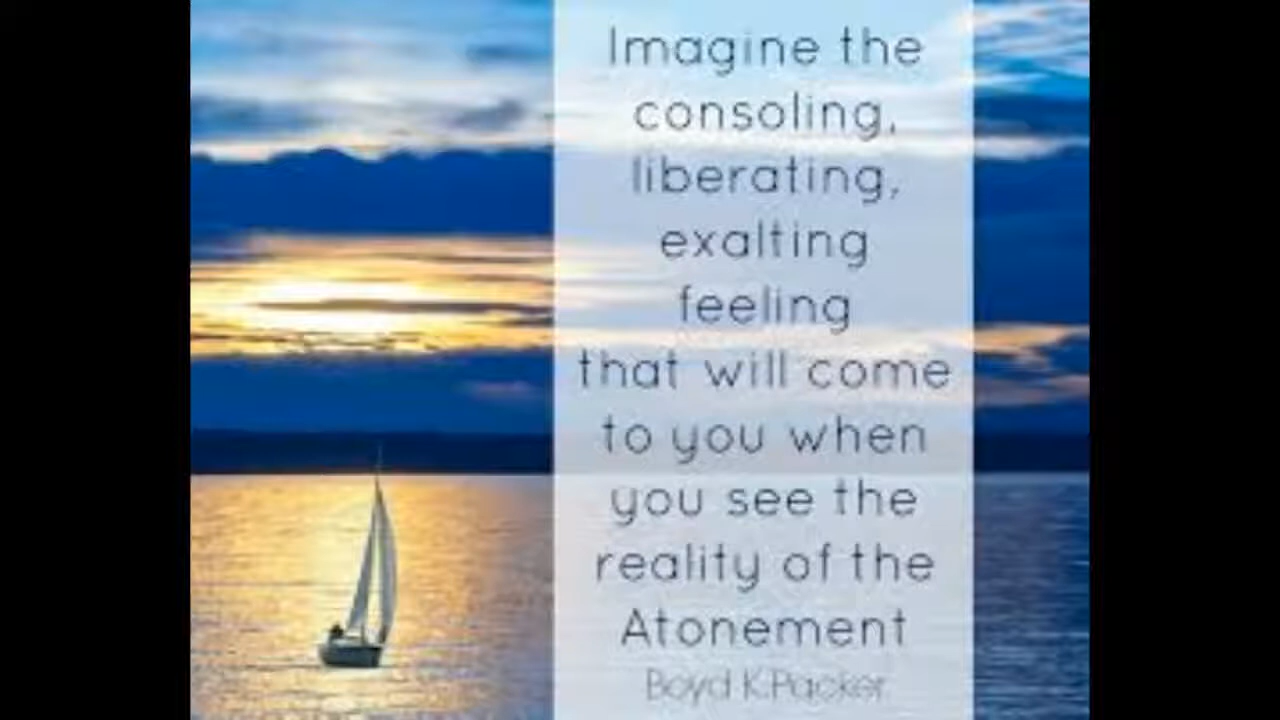 Imagine the
consoling,
liberating,
exalting
feeling
that will come
to you when
you see the
reality of the
Atonement
Boyd K.Packer